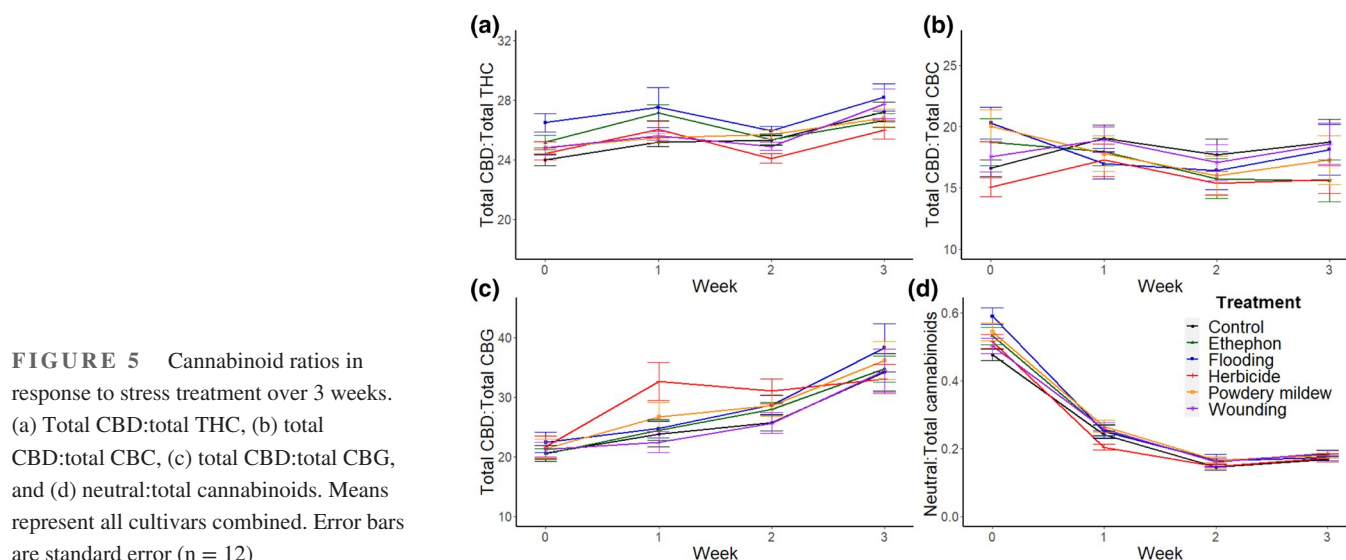 FIGURE 5 Cannabinoid ratios in
response to stress treatment over 3 weeks.
(a) Total CBD:total THC, (b) total
CBD:total CBC, (c) total CBD:total CBG,
and (d) neutral:total cannabinoids. Means
represent all cultivars combined. Error bars
are standard error (n = 12)
(a)
Total CBD:Total THC
32
28
24
20
0 1 2 3
Week
(b)
Total CBD:Total CBC
25
20
15
10
0 1 2 3
Week
(c)
Total CBD:Total CBG
40
30
20
10
0 1 2 3
Week
(d)
Neutral:Total cannabinoids
0.6
0.4
0.2
0.0
0 1 2 3
Week
Treatment
Control
Ethephon
Flooding
Herbicide
Powdery mildew
Wounding